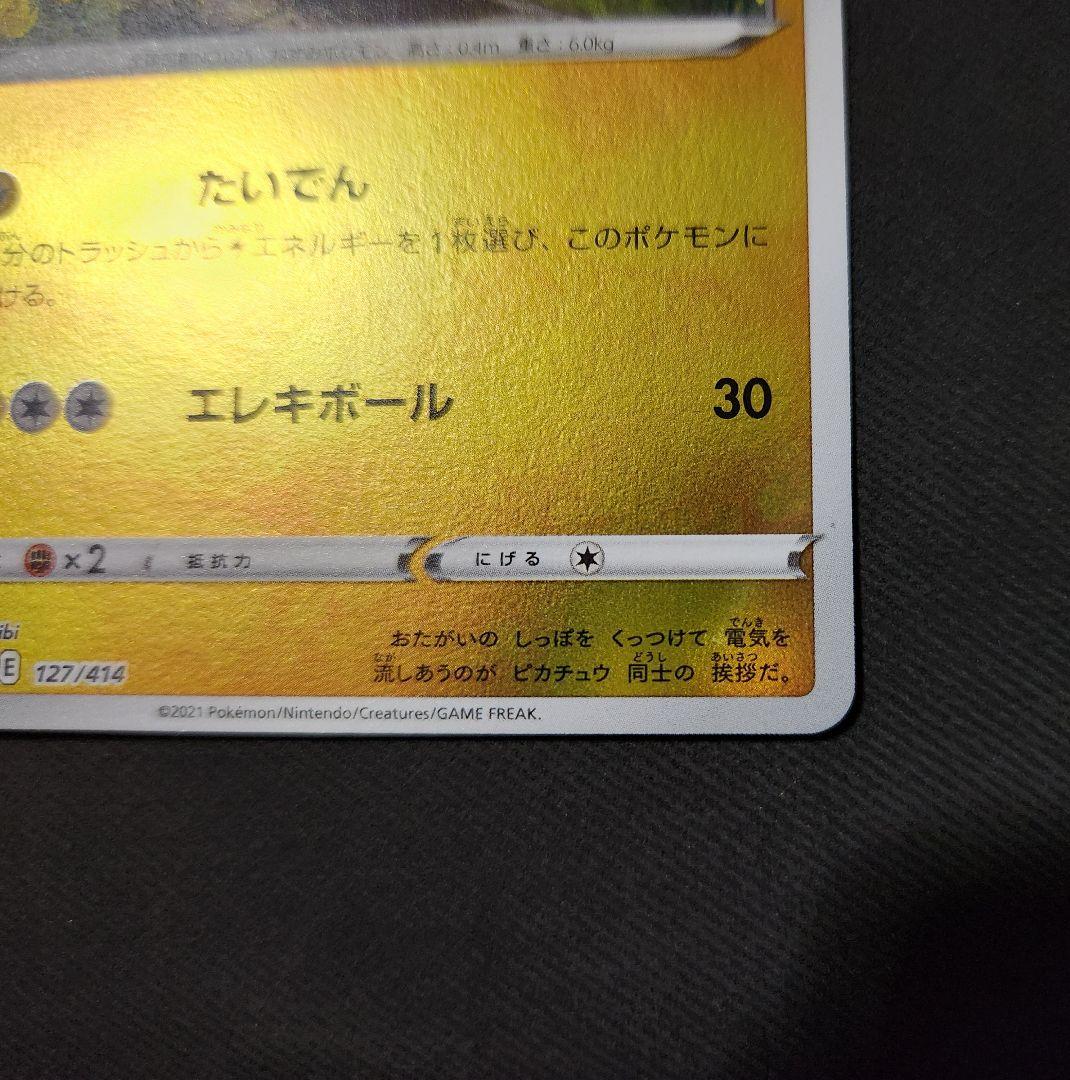 高さ:0.4m 重さ:6.0kg
たいでん
分のトラッシュからエネルギーを1枚選び、このポケモンに
ける。
エレキボール 30
×2 抵抗力 にげる
ibi
おたがいの しっぽを くっつけて 電気を
E 127/414
流しあうのが ピカチュウ 同士の 挨拶だ。
©2021 Pokémon/Nintendo/Creatures/GAME FREAK.